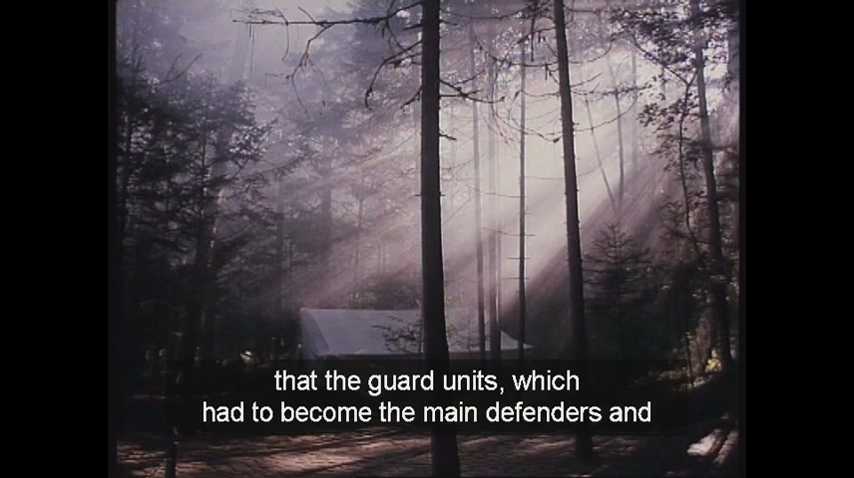 that the guard units, which
had to become the main defenders and